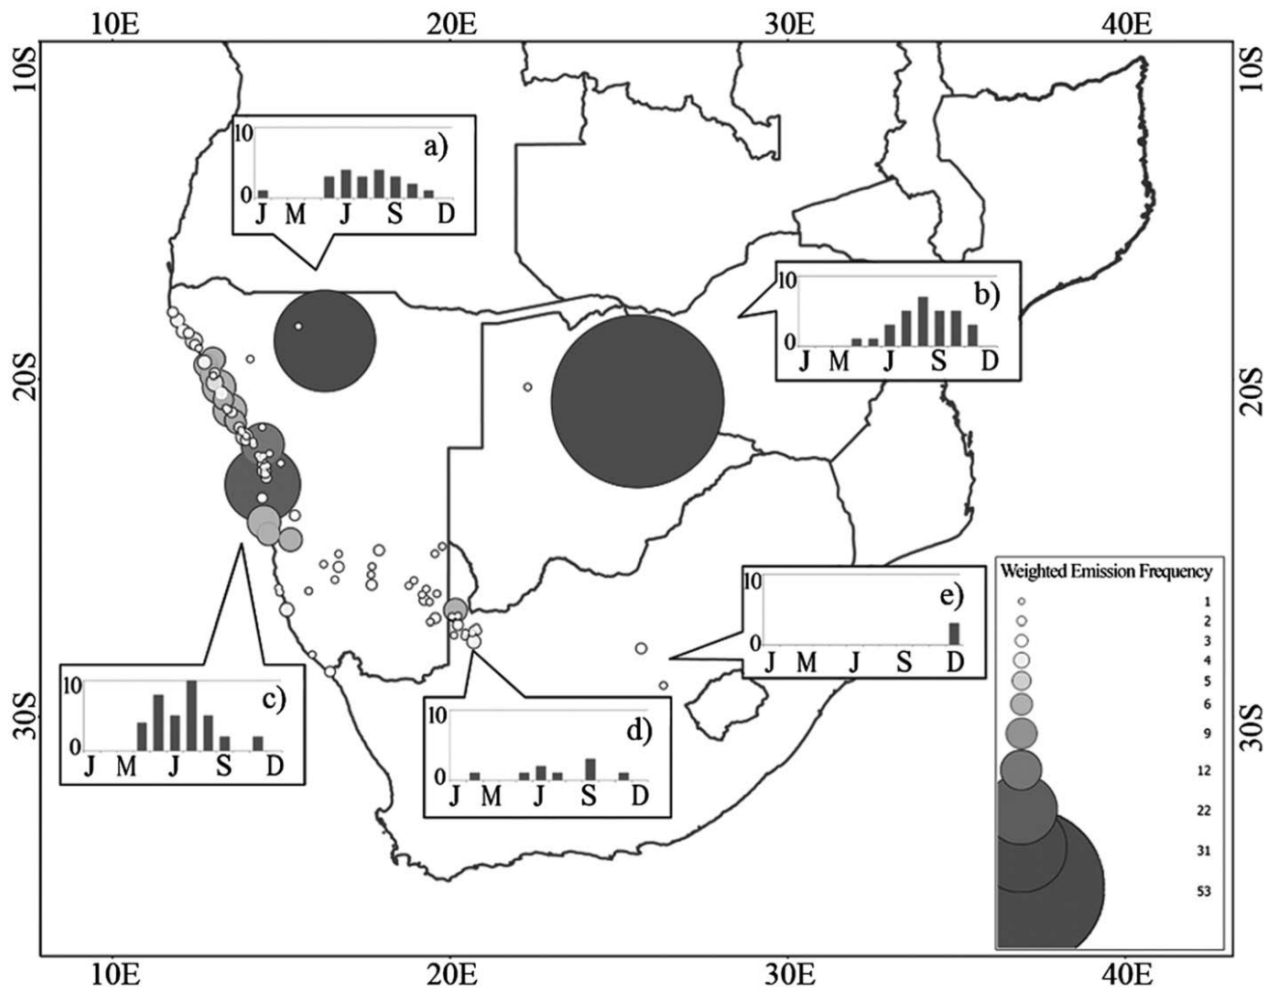 10E 20E 30E 40E
10S 10S
10 a)
0
J M J S D
10 b)
0
J M J S D
20S 20S
Weighted Emission Frequency
1
2
3
4
5
6
9
12
22
31
53
10 e)
0
J M J S D
10 c)
0
J M J S D
10 d)
0
J M J S D
30S 30S
10E 20E 30E 40E